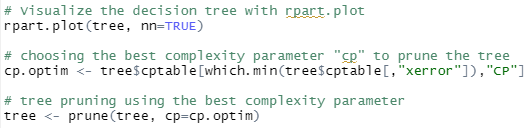 # Visualize the decision tree with rpart.plot
rpart.plot(tree, nn=TRUE)
# choosing the best complexity parameter "cp" to prune the tree
cp.optim <- tree$cptable[which.min(tree$cptable[,"xerror"]),"CP"]
# tree pruning using the best complexity parameter
tree <- prune(tree, cp=cp.optim)